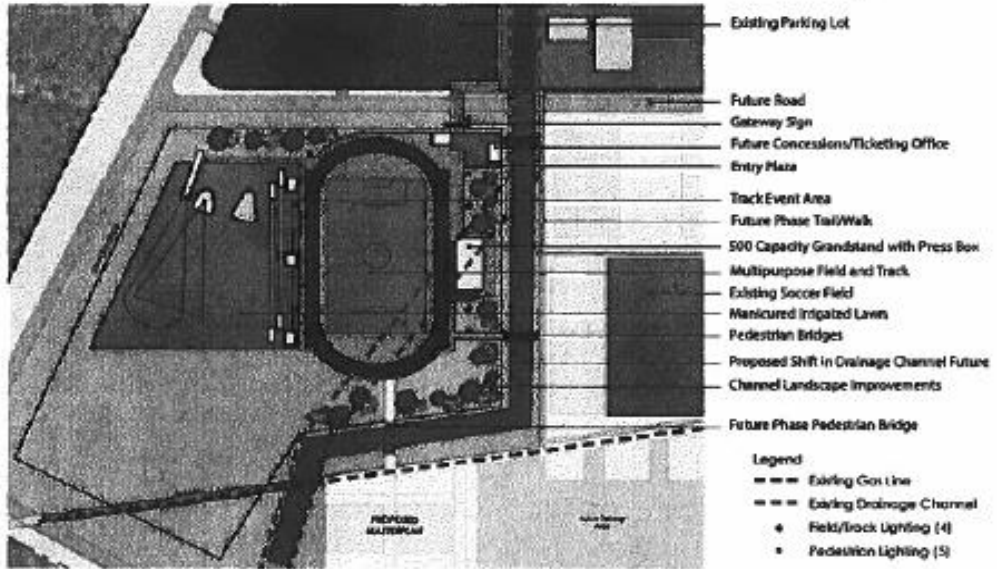 Existing Parking Lot
Future Road
Gateway Sign
Future Concessions/Ticketing Office
Entry Plaza
Track Event Area
Future Phase Trail/Walk
500 Capacity Grandstand with Press Box
Multipurpose Field and Track
Existing Soccer Field
Manicured Irrigated Lawn
Pedestrian Bridges
Proposed Shift in Drainage Channel Future
Channel Landscape Improvements
Future Phase Pedestrian Bridge
Legend
Existing Gas Line
Existing Drainage Channel
Field/Track Lighting (4)
Pedestrian Lighting (5)
PROPOSED
MASTERPLAN